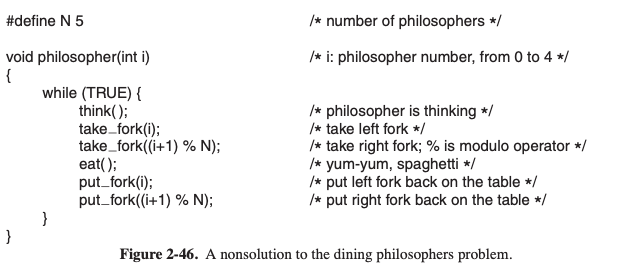 #define N 5 /* number of philosophers */
void philosopher(int i) /* i: philosopher number, from 0 to 4 */
{
while (TRUE) {
think( ); /* philosopher is thinking */
take_fork(i); /* take left fork */
take_fork((i+1) % N); /* take right fork; % is modulo operator */
eat( ); /* yum-yum, spaghetti */
put_fork(i); /* put left fork back on the table */
put_fork((i+1) % N); /* put right fork back on the table */
}
}
Figure 2-46. A nonsolution to the dining philosophers problem.